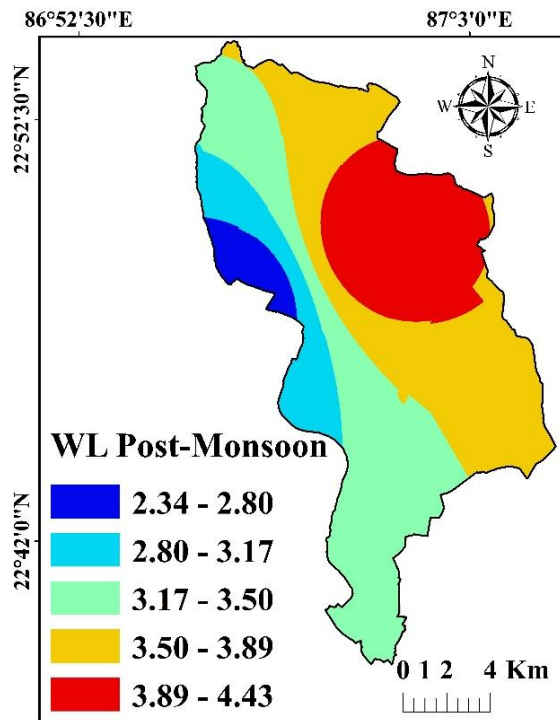 86°52'30"E
87°3'0"E
22°52'30"N
N
W
E
S
WL Post-Monsoon
2.34 - 2.80
2.80 - 3.17
22°42'0"N
3.17 - 3.50
3.50 - 3.89
3.89 - 4.43
0 1 2 4 Km